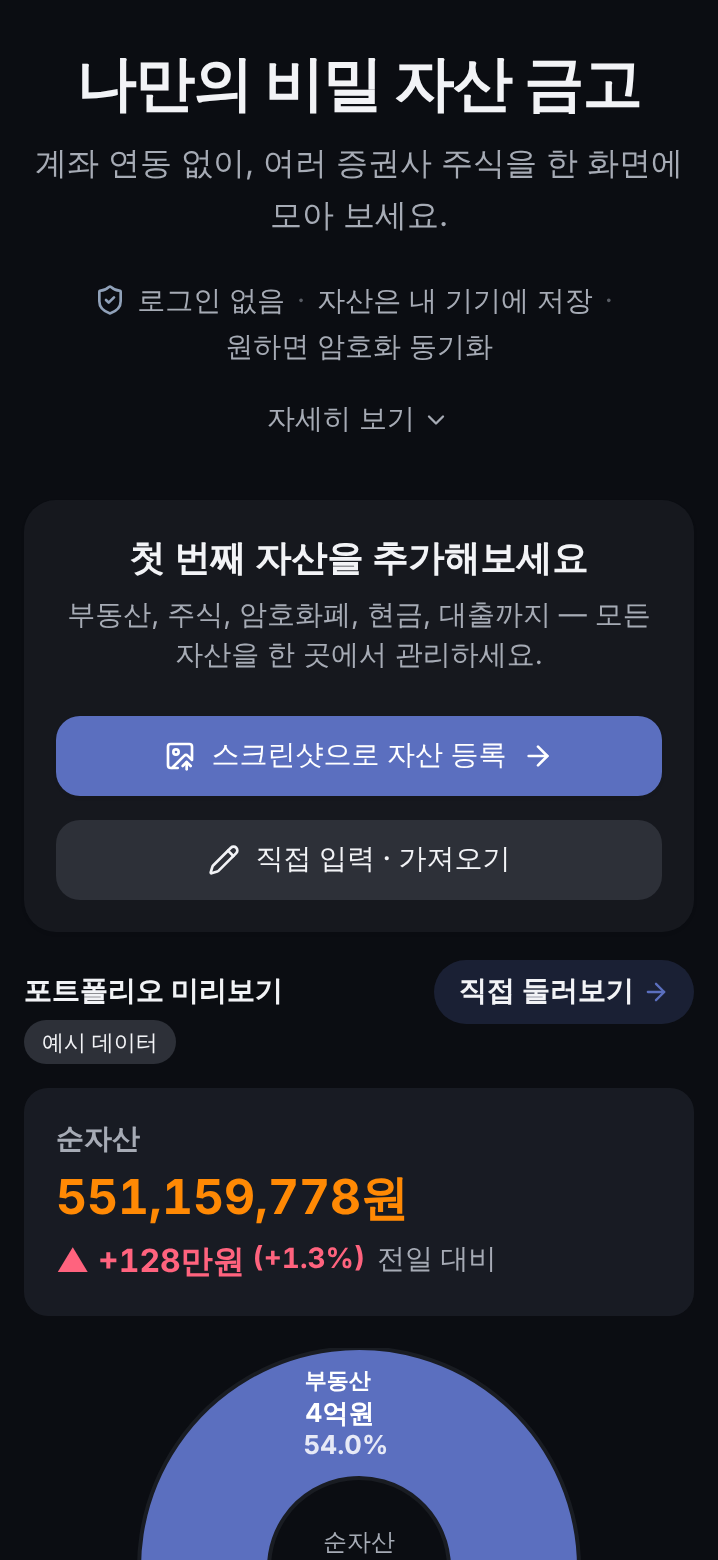 나만의 비밀 자산 금고
계좌 연동 없이, 여러 증권사 주식을 한 화면에
모아 보세요.
로그인 없음 · 자산은 내 기기에 저장 ·
원하면 암호화 동기화
자세히 보기
첫 번째 자산을 추가해보세요
부동산, 주식, 암호화폐, 현금, 대출까지 — 모든
자산을 한 곳에서 관리하세요.
스크린샷으로 자산 등록 →
직접 입력 · 가져오기
포트폴리오 미리보기
직접 둘러보기 →
예시 데이터
순자산
551,159,778원
▲ +128만원 (+1.3%) 전일 대비
부동산
4억원
54.0%
순자산